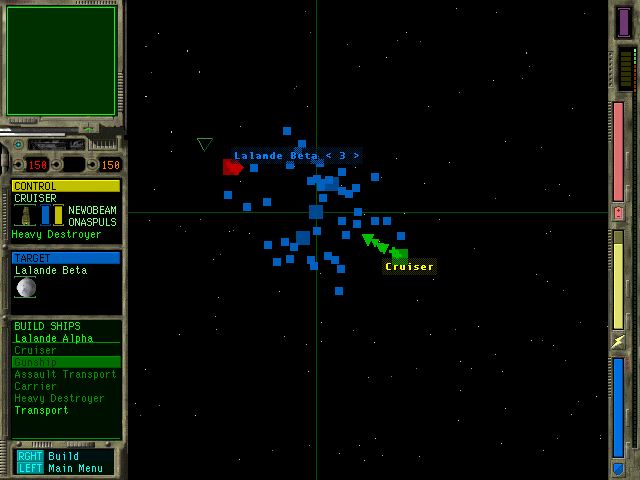 Lalande Beta < 3 >
150
150
CONTROL
CRUISER
NEWOBEAM
ONASPULS
Heavy Destroyer
TARGET
Lalande Beta
Cruiser
BUILD SHIPS
Lalande Alpha
Cruiser
Gunship
Assault Transport
Carrier
Heavy Destroyer
Transport
RGHT Build
LEFT Main Menu